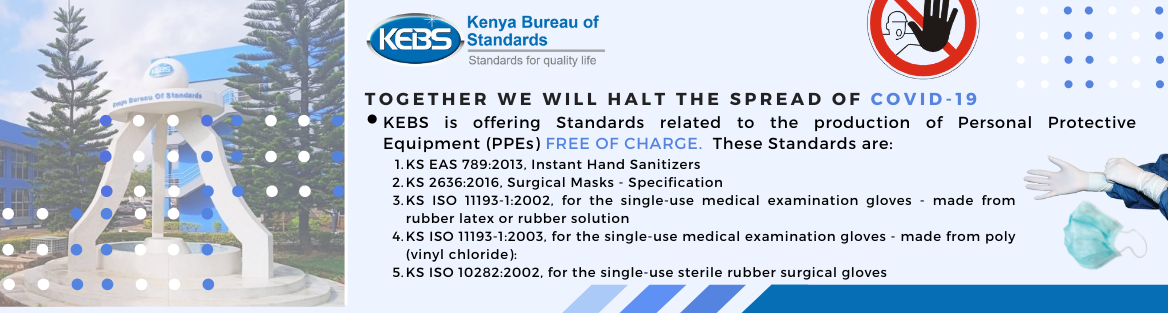 Kenya Bureau Of Standards
KEBS
Kenya Bureau of
Standards
Standards for quality life
TOGETHER WE WILL HALT THE SPREAD OF COVID-19
KEBS is offering Standards related to the production of Personal Protective
Equipment (PPEs) FREE OF CHARGE. These Standards are:
1. KS EAS 789:2013, Instant Hand Sanitizers
2. KS 2636:2016, Surgical Masks - Specification
3. KS ISO 11193-1:2002, for the single-use medical examination gloves - made from
rubber latex or rubber solution
4. KS ISO 11193-1:2003, for the single-use medical examination gloves - made from poly
(vinyl chloride):
5. KS ISO 10282:2002, for the single-use sterile rubber surgical gloves